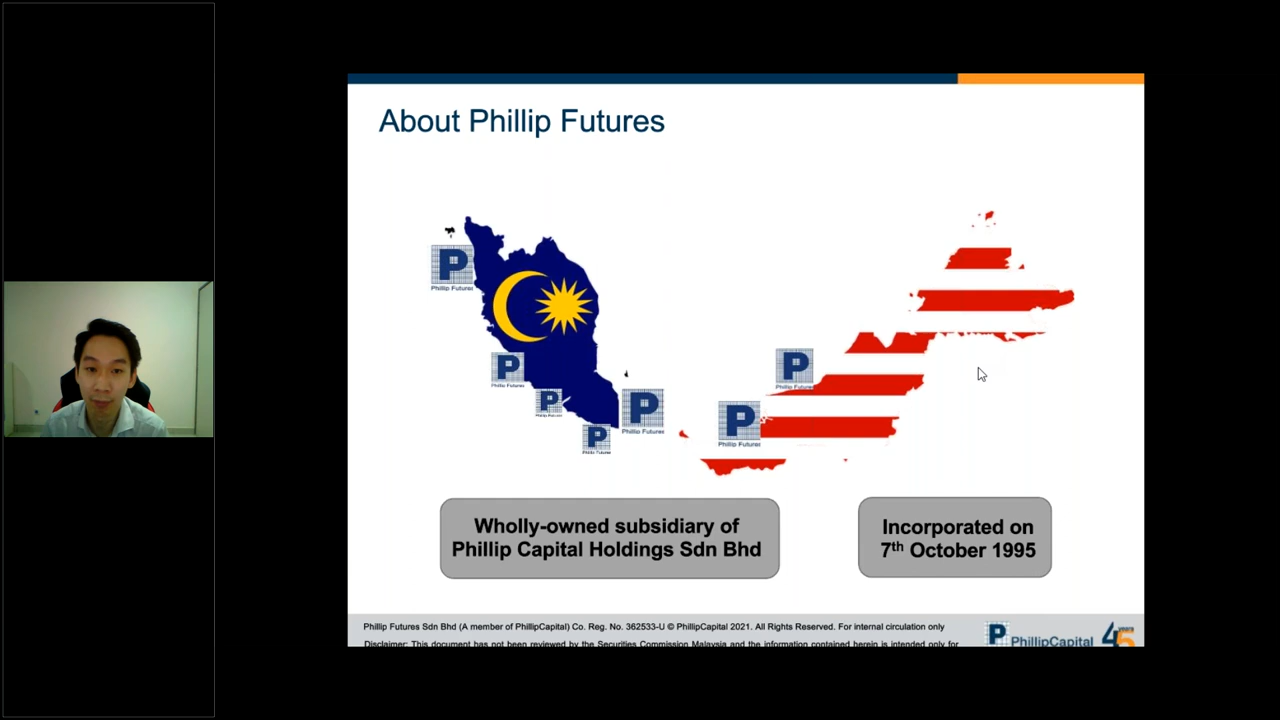 About Phillip Futures
P
Phillip Futures
P
Phillip Futures
P
Phillip Futures
P
Phillip Futures
P
Phillip Futures
P
Phillip Futures
P
Phillip Futures
Wholly-owned subsidiary of
Phillip Capital Holdings Sdn Bhd
Incorporated on
7th October 1995
Phillip Futures Sdn Bhd (A member of PhillipCapital) Co. Reg. No. 362533-U © PhillipCapital 2021. All Rights Reserved. For internal circulation only
Disclaimer: This document has not been reviewed by the Securities Commission Malaysia and the information contained herein is intended only for
P PhillipCapital 45 years